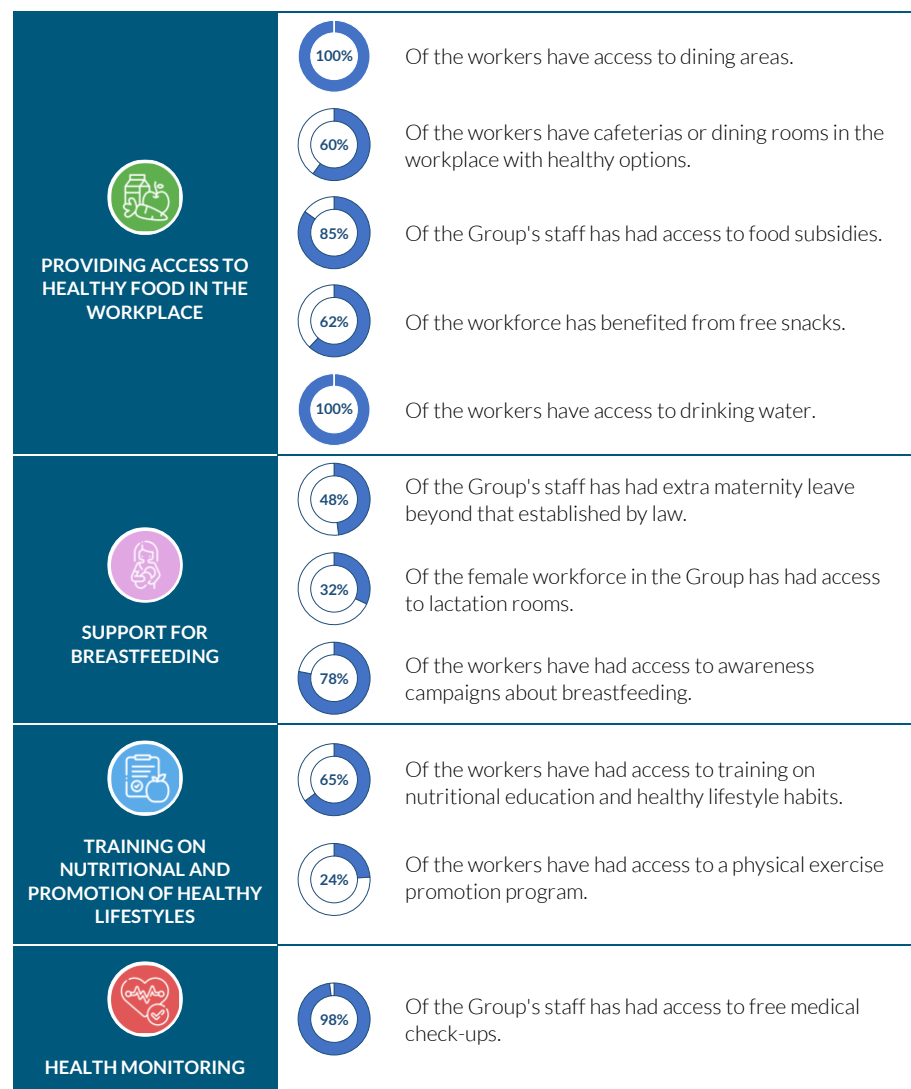 PROVIDING ACCESS TO
HEALTHY FOOD IN THE
WORKPLACE
100%
Of the workers have access to dining areas.
60%
Of the workers have cafeterias or dining rooms in the
workplace with healthy options.
85%
Of the Group's staff has had access to food subsidies.
62%
Of the workforce has benefited from free snacks.
100%
Of the workers have access to drinking water.
SUPPORT FOR
BREASTFEEDING
48%
Of the Group's staff has had extra maternity leave
beyond that established by law.
32%
Of the female workforce in the Group has had access
to lactation rooms.
78%
Of the workers have had access to awareness
campaigns about breastfeeding.
TRAINING ON
NUTRITIONAL AND
PROMOTION OF HEALTHY
LIFESTYLES
65%
Of the workers have had access to training on
nutritional education and healthy lifestyle habits.
24%
Of the workers have had access to a physical exercise
promotion program.
HEALTH MONITORING
98%
Of the Group's staff has had access to free medical
check-ups.